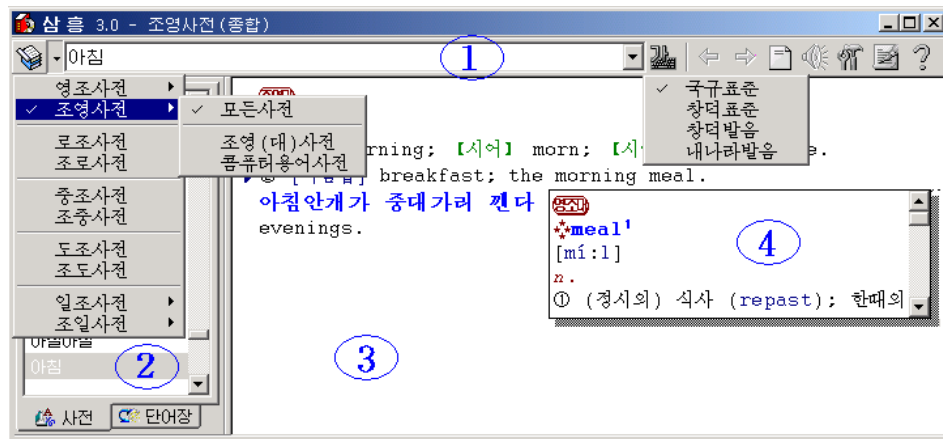 삼 흥 3.0 - 조영사전(종합)
아침
1
영조사전
조영사전
로조사전
조로사전
중조사전
조중사전
도조사전
조도사전
일조사전
조일사전
모든사전
조영(대)사전
콤퓨터용어사전
국규표준
창덕표준
창덕발음
내나라발음
rning; 【시어】 morn; e.
breakfast; the morning meal.
아침안개가 중대가리 깬다
evenings.
영조
meal¹
[míːl]
n.
① (정시의) 식사 (repast); 한때의
4
아침
2
3
사전
단어장